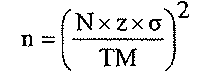 n = (N × z × σ / TM)²